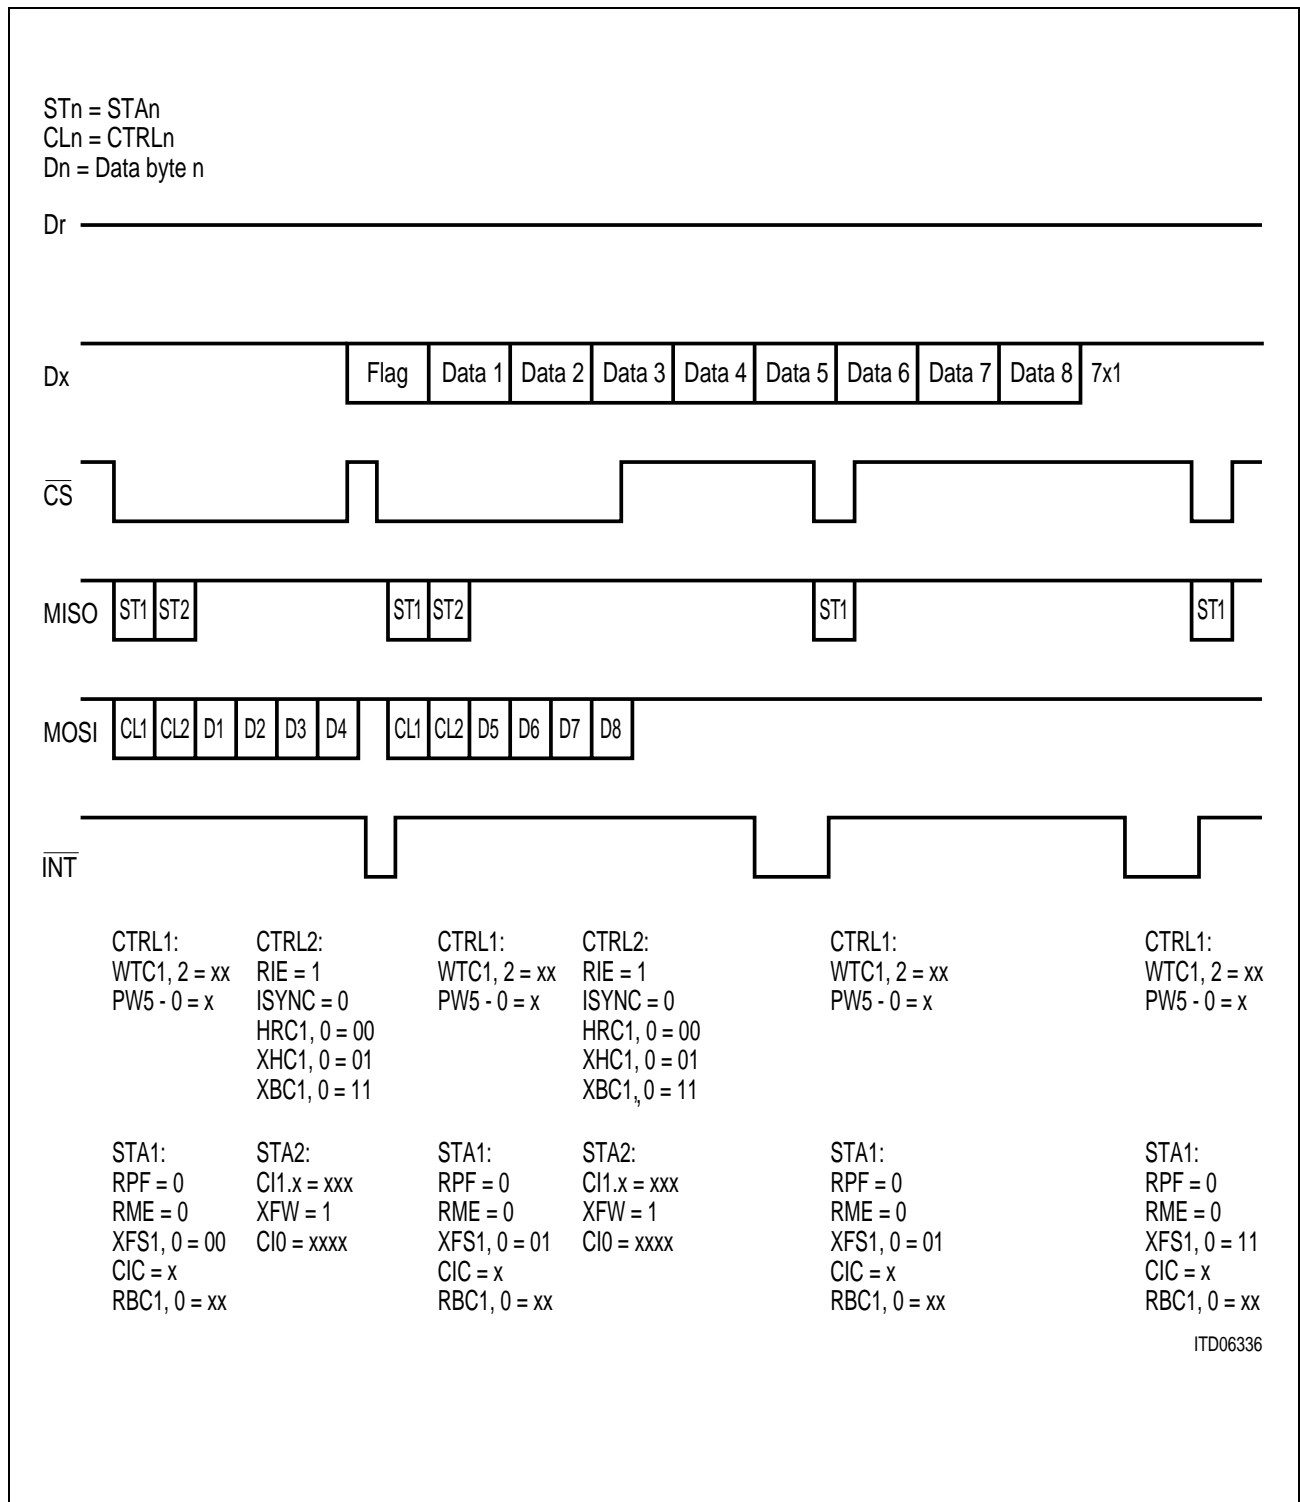 STn = STAn
CLn = CTRLn
Dn = Data byte n
Dr
Dx Flag Data 1 Data 2 Data 3 Data 4 Data 5 Data 6 Data 7 Data 8 7x1
CS
MISO ST1 ST2 ST1 ST2 ST1 ST1
MOSI CL1 CL2 D1 D2 D3 D4 CL1 CL2 D5 D6 D7 D8
INT
CTRL1: CTRL2: CTRL1: CTRL2: CTRL1: CTRL1:
WTC1, 2 = xx RIE = 1 WTC1, 2 = xx RIE = 1 WTC1, 2 = xx WTC1, 2 = xx
PW5 - 0 = x ISYNC = 0 PW5 - 0 = x ISYNC = 0 PW5 - 0 = x PW5 - 0 = x
HRC1, 0 = 00 HRC1, 0 = 00
XHC1, 0 = 01 XHC1, 0 = 01
XBC1, 0 = 11 XBC1,, 0 = 11
STA1: STA2: STA1: STA2: STA1: STA1:
RPF = 0 CI1.x = xxx RPF = 0 CI1.x = xxx RPF = 0 RPF = 0
RME = 0 XFW = 1 RME = 0 XFW = 1 RME = 0 RME = 0
XFS1, 0 = 00 CI0 = xxxx XFS1, 0 = 01 CI0 = xxxx XFS1, 0 = 01 XFS1, 0 = 11
CIC = x CIC = x CIC = x CIC = x
RBC1, 0 = xx RBC1, 0 = xx RBC1, 0 = xx RBC1, 0 = xx
ITD06336